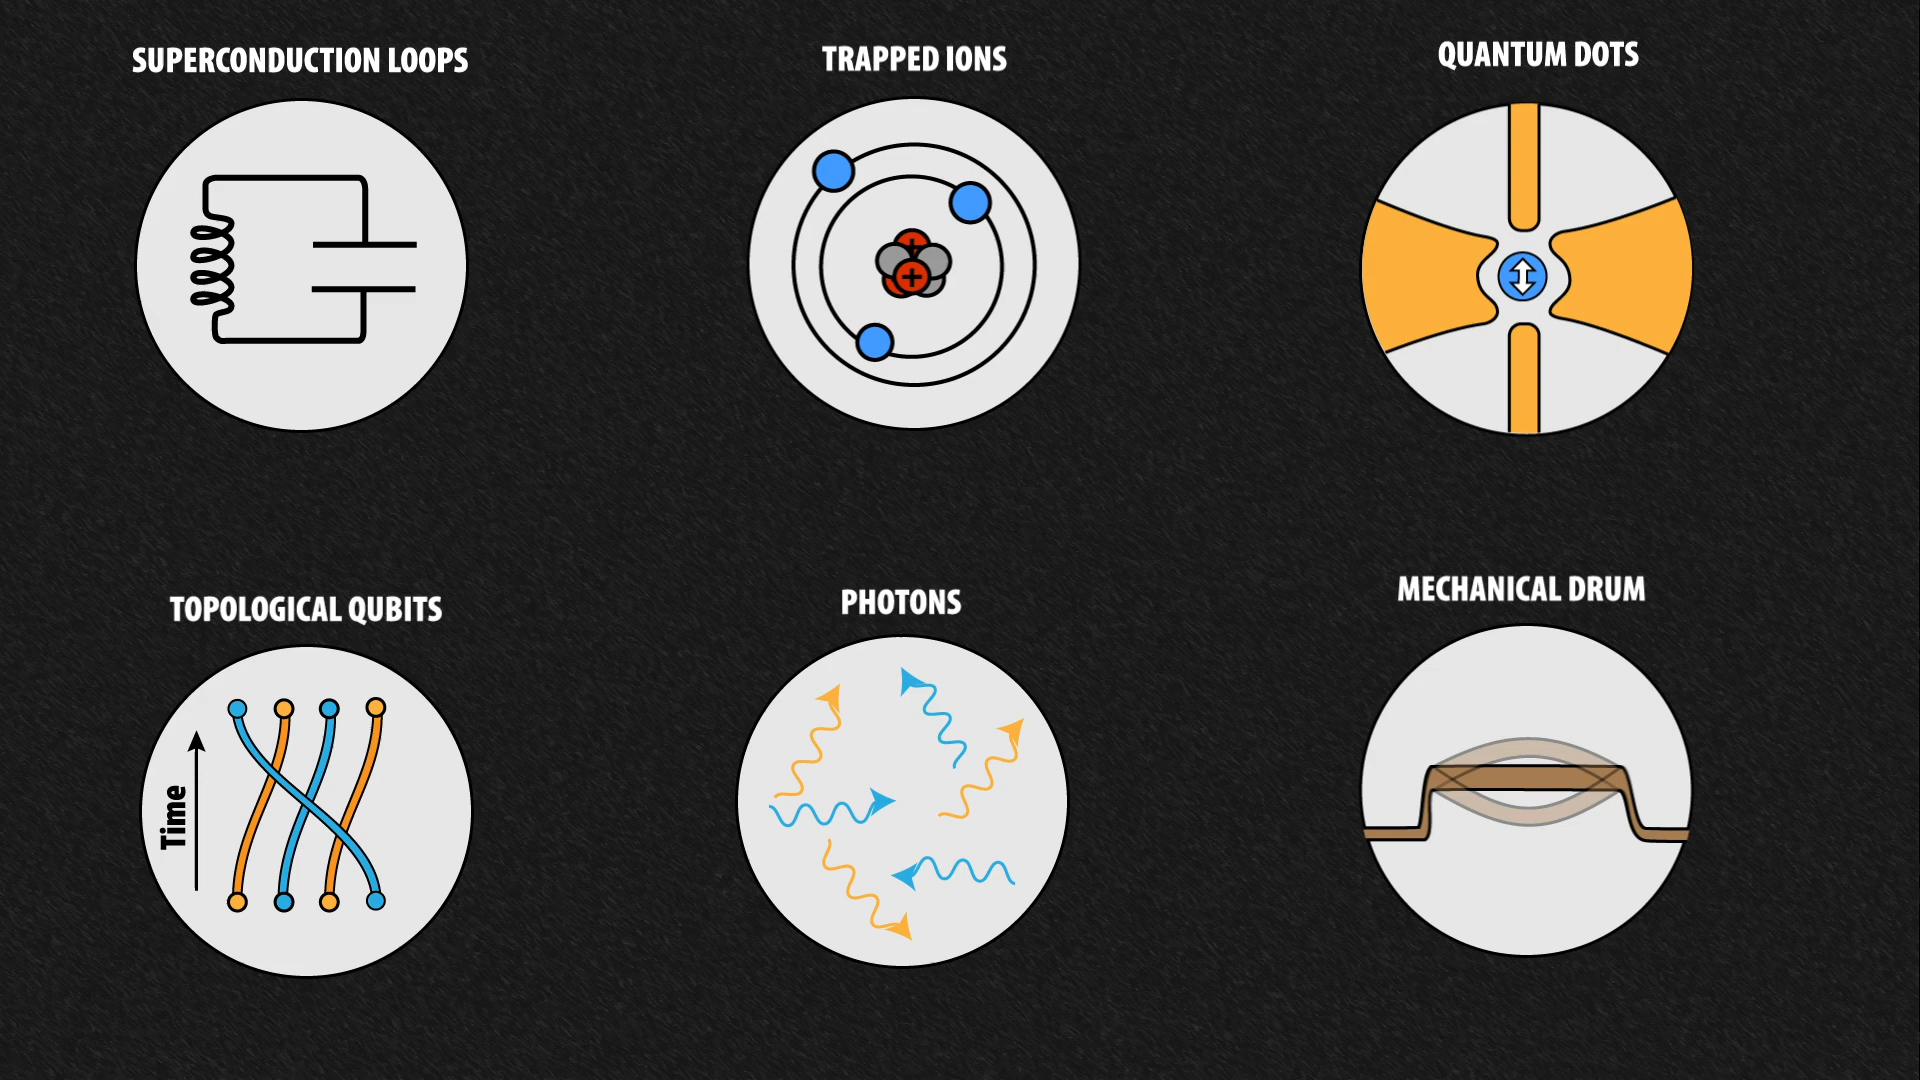 SUPERCONDUCTION LOOPS
TRAPPED IONS
QUANTUM DOTS
+
+
TOPOLOGICAL QUBITS
PHOTONS
MECHANICAL DRUM
Time